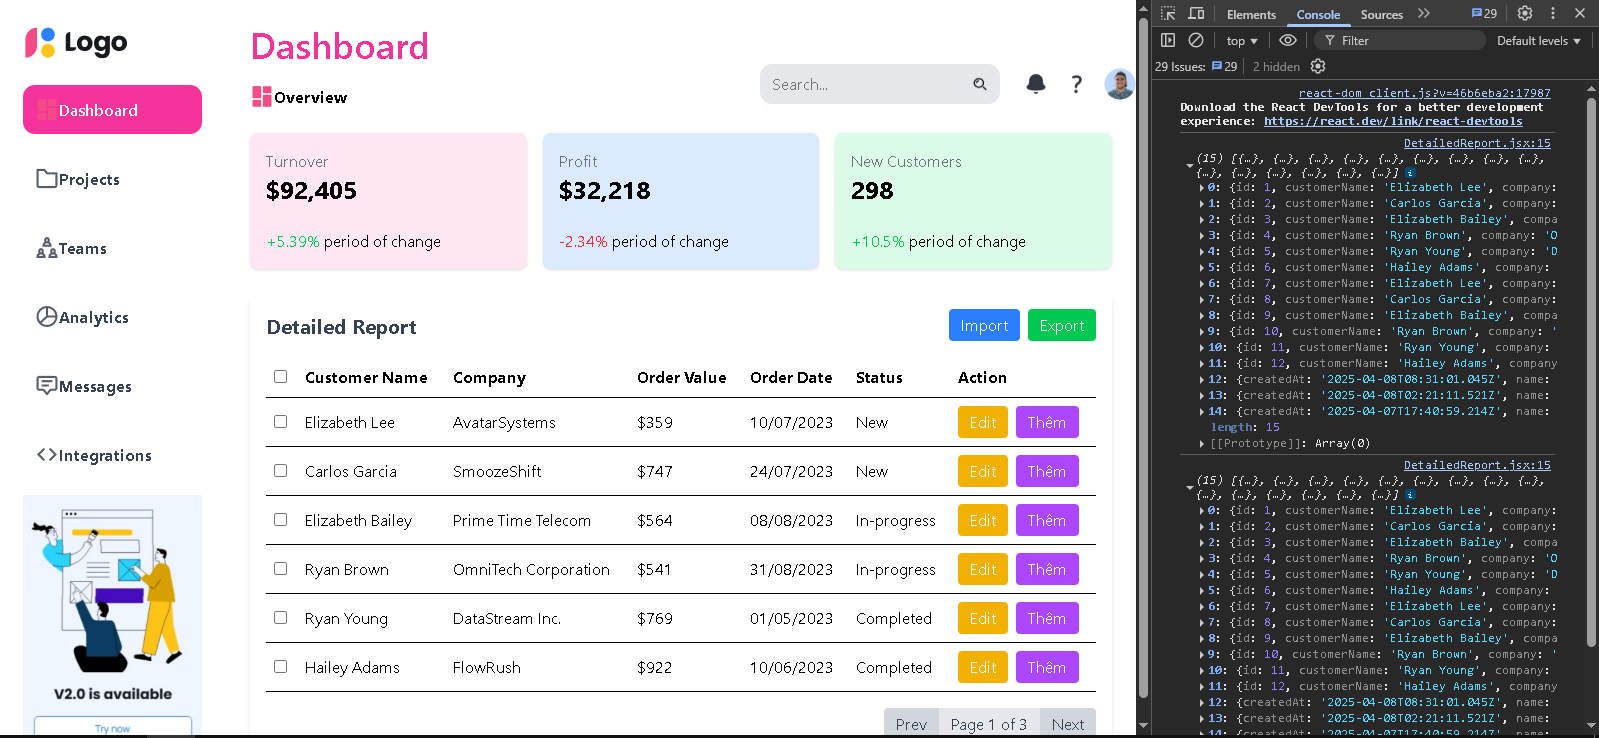 Logo
Dashboard
Projects
Teams
Analytics
Messages
Integrations
V2.0 is available
Try now
Dashboard
Overview
Search...
?
Turnover
$92,405
+5.39% period of change
Profit
$32,218
-2.34% period of change
New Customers
298
+10.5% period of change
Detailed Report
Import Export
Customer Name Company Order Value Order Date Status Action
Elizabeth Lee AvatarSystems $359 10/07/2023 New Edit Thêm
Carlos Garcia SmoozeShift $747 24/07/2023 New Edit Thêm
Elizabeth Bailey Prime Time Telecom $564 08/08/2023 In-progress Edit Thêm
Ryan Brown OmniTech Corporation $541 31/08/2023 In-progress Edit Thêm
Ryan Young DataStream Inc. $769 01/05/2023 Completed Edit Thêm
Hailey Adams FlowRush $922 10/06/2023 Completed Edit Thêm
Prev Page 1 of 3 Next
Elements Console Sources 29
top Filter Default levels
29 Issues: 29 2 hidden
react-dom_client.js?v=46b6eba2:17987
Download the React DevTools for a better development
experience: https://react.dev/link/react-devtools
DetailedReport.jsx:15
(15) [{…}, {…}, {…}, {…}, {…}, {…}, {…}, {…}, {…},
{…}, {…}, {…}, {…}, {…}, {…}]
0: {id: 1, customerName: 'Elizabeth Lee', company:
1: {id: 2, customerName: 'Carlos Garcia', company:
2: {id: 3, customerName: 'Elizabeth Bailey', compa
3: {id: 4, customerName: 'Ryan Brown', company: 'O
4: {id: 5, customerName: 'Ryan Young', company: 'D
5: {id: 6, customerName: 'Hailey Adams', company:
6: {id: 7, customerName: 'Elizabeth Lee', company:
7: {id: 8, customerName: 'Carlos Garcia', company:
8: {id: 9, customerName: 'Elizabeth Bailey', compa
9: {id: 10, customerName: 'Ryan Brown', company: '
10: {id: 11, customerName: 'Ryan Young', company:
11: {id: 12, customerName: 'Hailey Adams', company
12: {createdAt: '2025-04-08T08:31:01.045Z', name:
13: {createdAt: '2025-04-08T02:21:11.521Z', name:
14: {createdAt: '2025-04-07T17:40:59.214Z', name:
length: 15
[[Prototype]]: Array(0)
DetailedReport.jsx:15
(15) [{…}, {…}, {…}, {…}, {…}, {…}, {…}, {…}, {…},
{…}, {…}, {…}, {…}, {…}, {…}]
0: {id: 1, customerName: 'Elizabeth Lee', company:
1: {id: 2, customerName: 'Carlos Garcia', company:
2: {id: 3, customerName: 'Elizabeth Bailey', compa
3: {id: 4, customerName: 'Ryan Brown', company: 'O
4: {id: 5, customerName: 'Ryan Young', company: 'D
5: {id: 6, customerName: 'Hailey Adams', company:
6: {id: 7, customerName: 'Elizabeth Lee', company:
7: {id: 8, customerName: 'Carlos Garcia', company:
8: {id: 9, customerName: 'Elizabeth Bailey', compa
9: {id: 10, customerName: 'Ryan Brown', company: '
10: {id: 11, customerName: 'Ryan Young', company:
11: {id: 12, customerName: 'Hailey Adams', company
12: {createdAt: '2025-04-08T08:31:01.045Z', name:
13: {createdAt: '2025-04-08T02:21:11.521Z', name:
14: {createdAt: '2025-04-07T17:40:59.214Z', name: